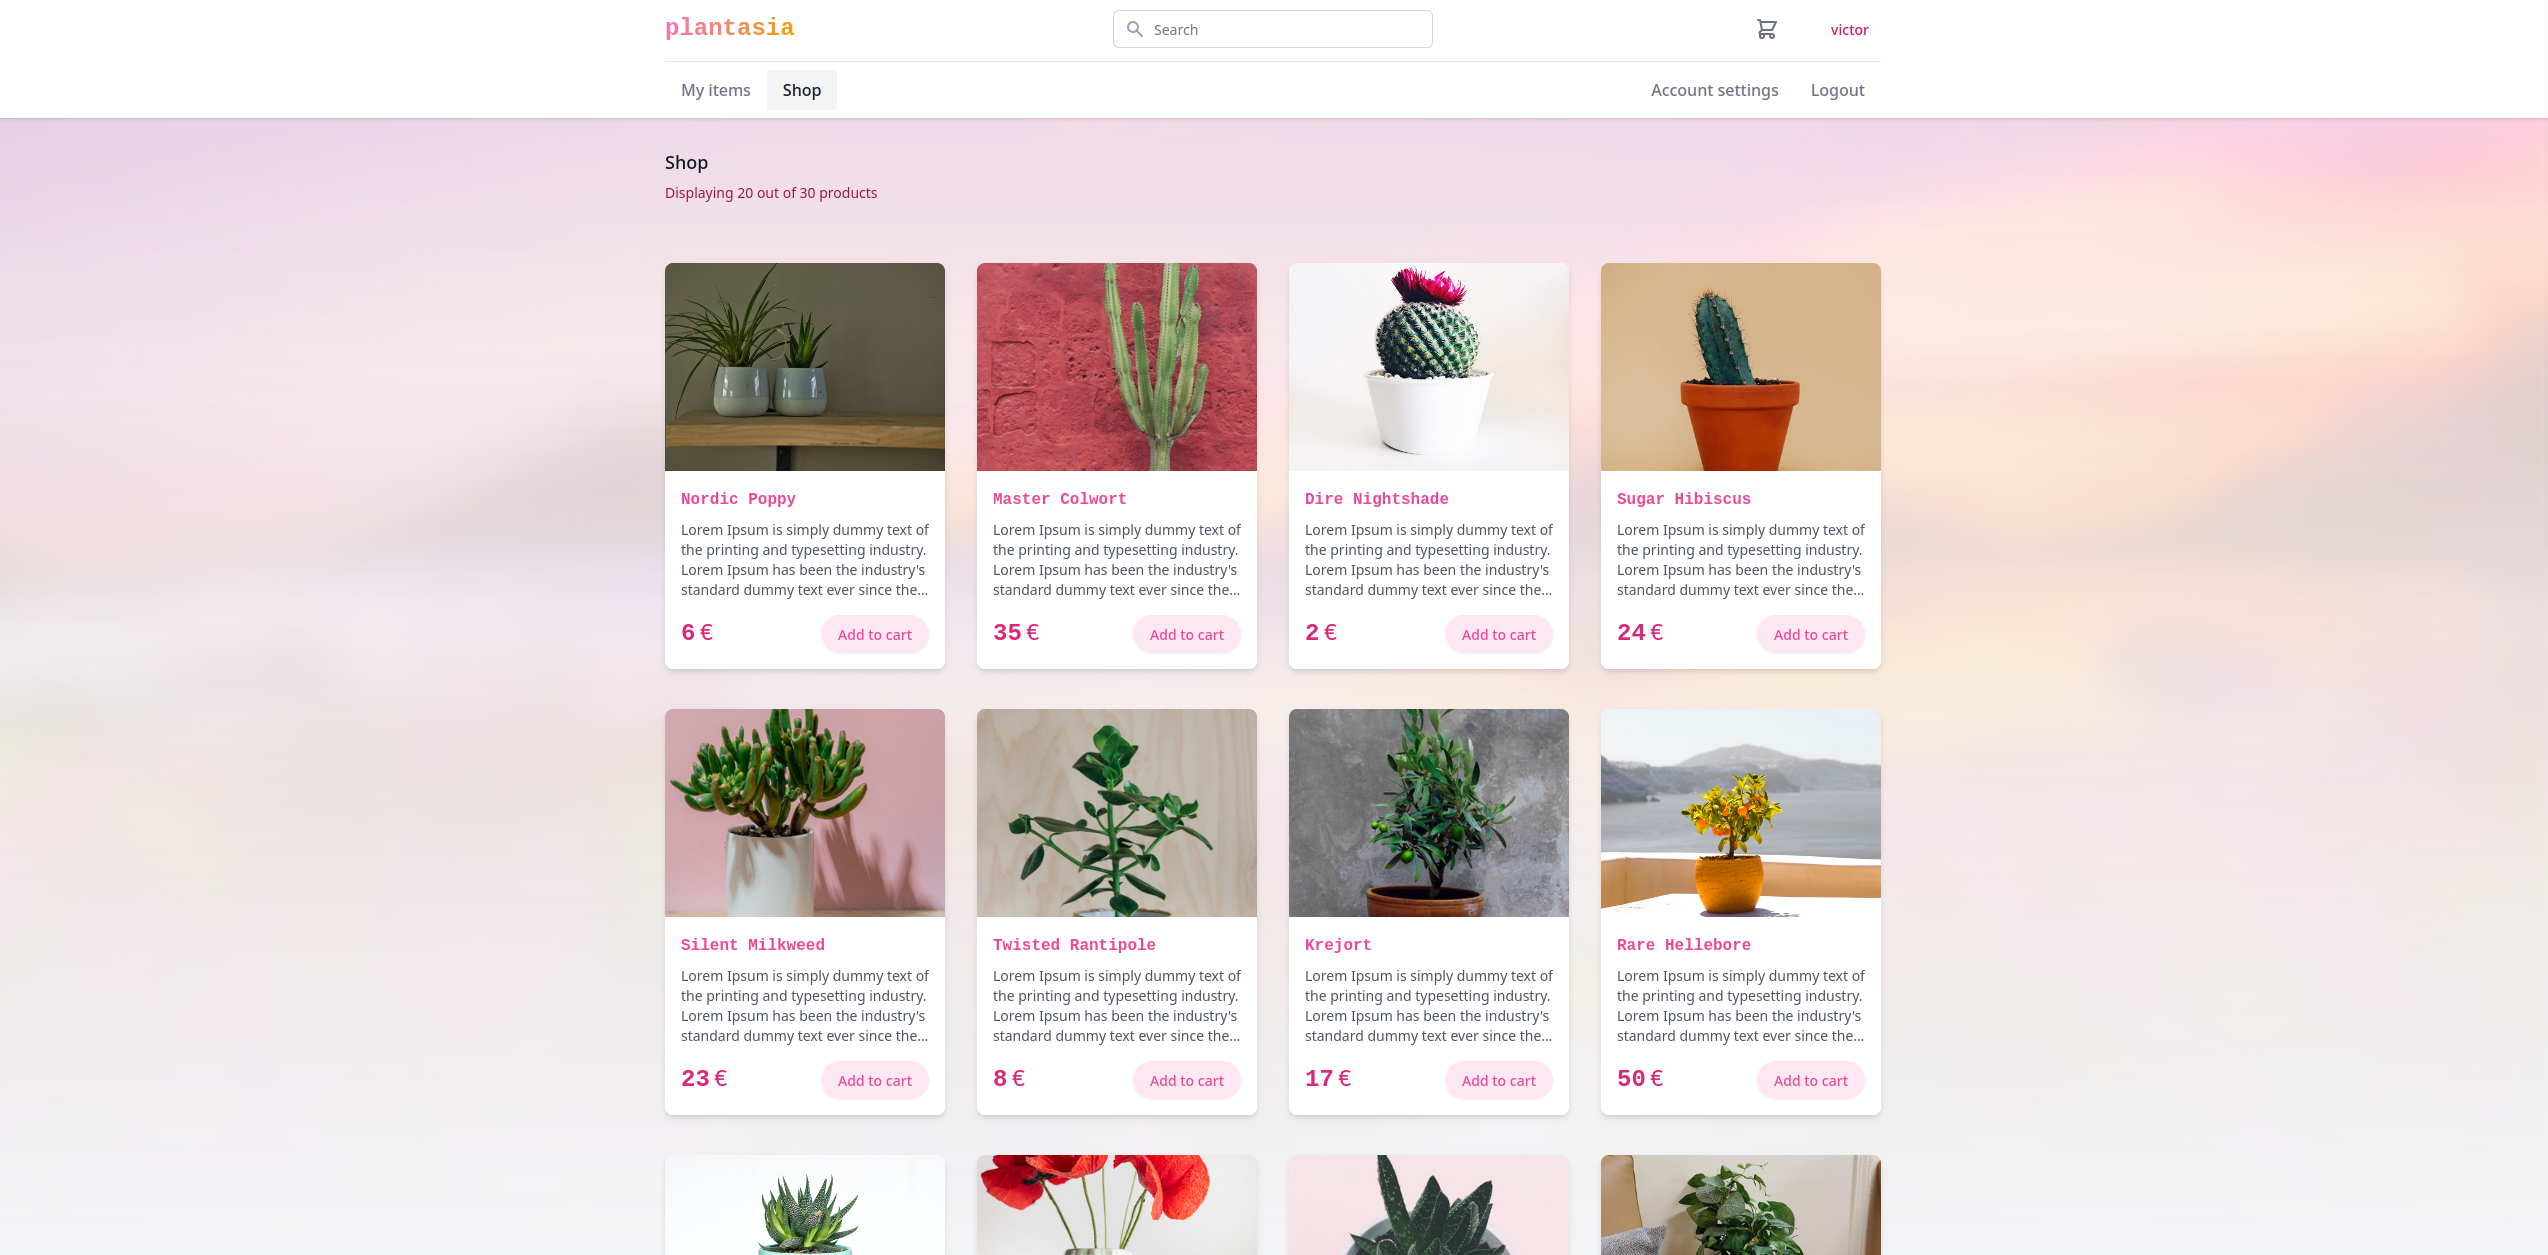 plantasia
Search
victor
My items
Shop
Account settings
Logout
Shop
Displaying 20 out of 30 products
Nordic Poppy
Lorem Ipsum is simply dummy text of
the printing and typesetting industry.
Lorem Ipsum has been the industry's
standard dummy text ever since the...
6 €
Add to cart
Master Colwort
Lorem Ipsum is simply dummy text of
the printing and typesetting industry.
Lorem Ipsum has been the industry's
standard dummy text ever since the...
35 €
Add to cart
Dire Nightshade
Lorem Ipsum is simply dummy text of
the printing and typesetting industry.
Lorem Ipsum has been the industry's
standard dummy text ever since the...
2 €
Add to cart
Sugar Hibiscus
Lorem Ipsum is simply dummy text of
the printing and typesetting industry.
Lorem Ipsum has been the industry's
standard dummy text ever since the...
24 €
Add to cart
Silent Milkweed
Lorem Ipsum is simply dummy text of
the printing and typesetting industry.
Lorem Ipsum has been the industry's
standard dummy text ever since the...
23 €
Add to cart
Twisted Rantipole
Lorem Ipsum is simply dummy text of
the printing and typesetting industry.
Lorem Ipsum has been the industry's
standard dummy text ever since the...
8 €
Add to cart
Krejort
Lorem Ipsum is simply dummy text of
the printing and typesetting industry.
Lorem Ipsum has been the industry's
standard dummy text ever since the...
17 €
Add to cart
Rare Hellebore
Lorem Ipsum is simply dummy text of
the printing and typesetting industry.
Lorem Ipsum has been the industry's
standard dummy text ever since the...
50 €
Add to cart